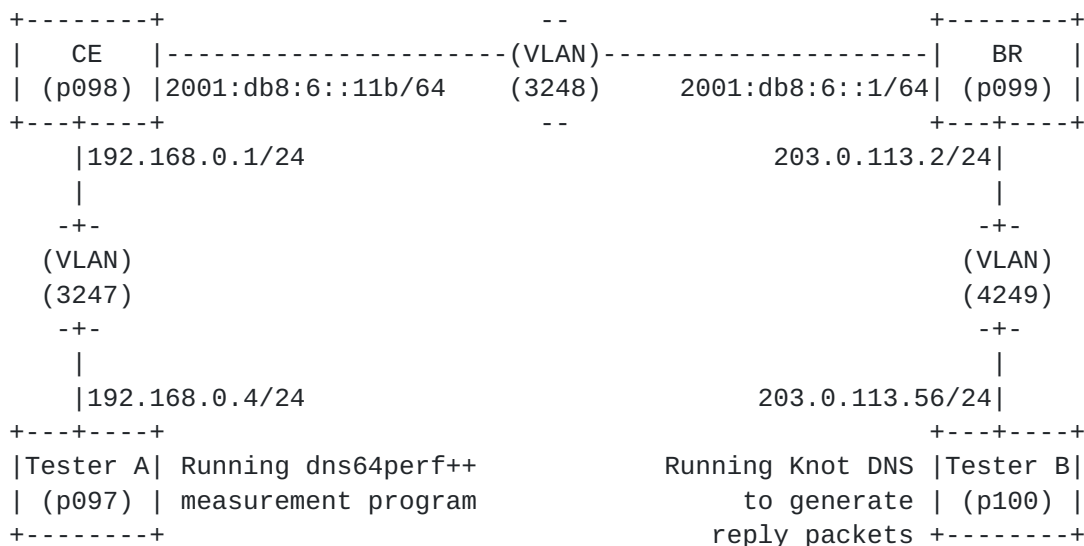 +--------+                         --                        +--------+
|   CE   |----------------------(VLAN)---------------------|   BR   |
| (p098) |2001:db8:6::11b/64    (3248)     2001:db8:6::1/64| (p099) |
+---+----+                         --                        +---+----+
    |192.168.0.1/24                              203.0.113.2/24|
    |                                                           |
   -+-                                                         -+-
  (VLAN)                                                      (VLAN)
  (3247)                                                      (4249)
   -+-                                                         -+-
    |                                                           |
    |192.168.0.4/24                             203.0.113.56/24|
+---+----+                                                 +---+----+
|Tester A| Running dns64perf++            Running Knot DNS |Tester B|
| (p097) | measurement program                 to generate | (p100) |
+--------+                                   reply packets +--------+